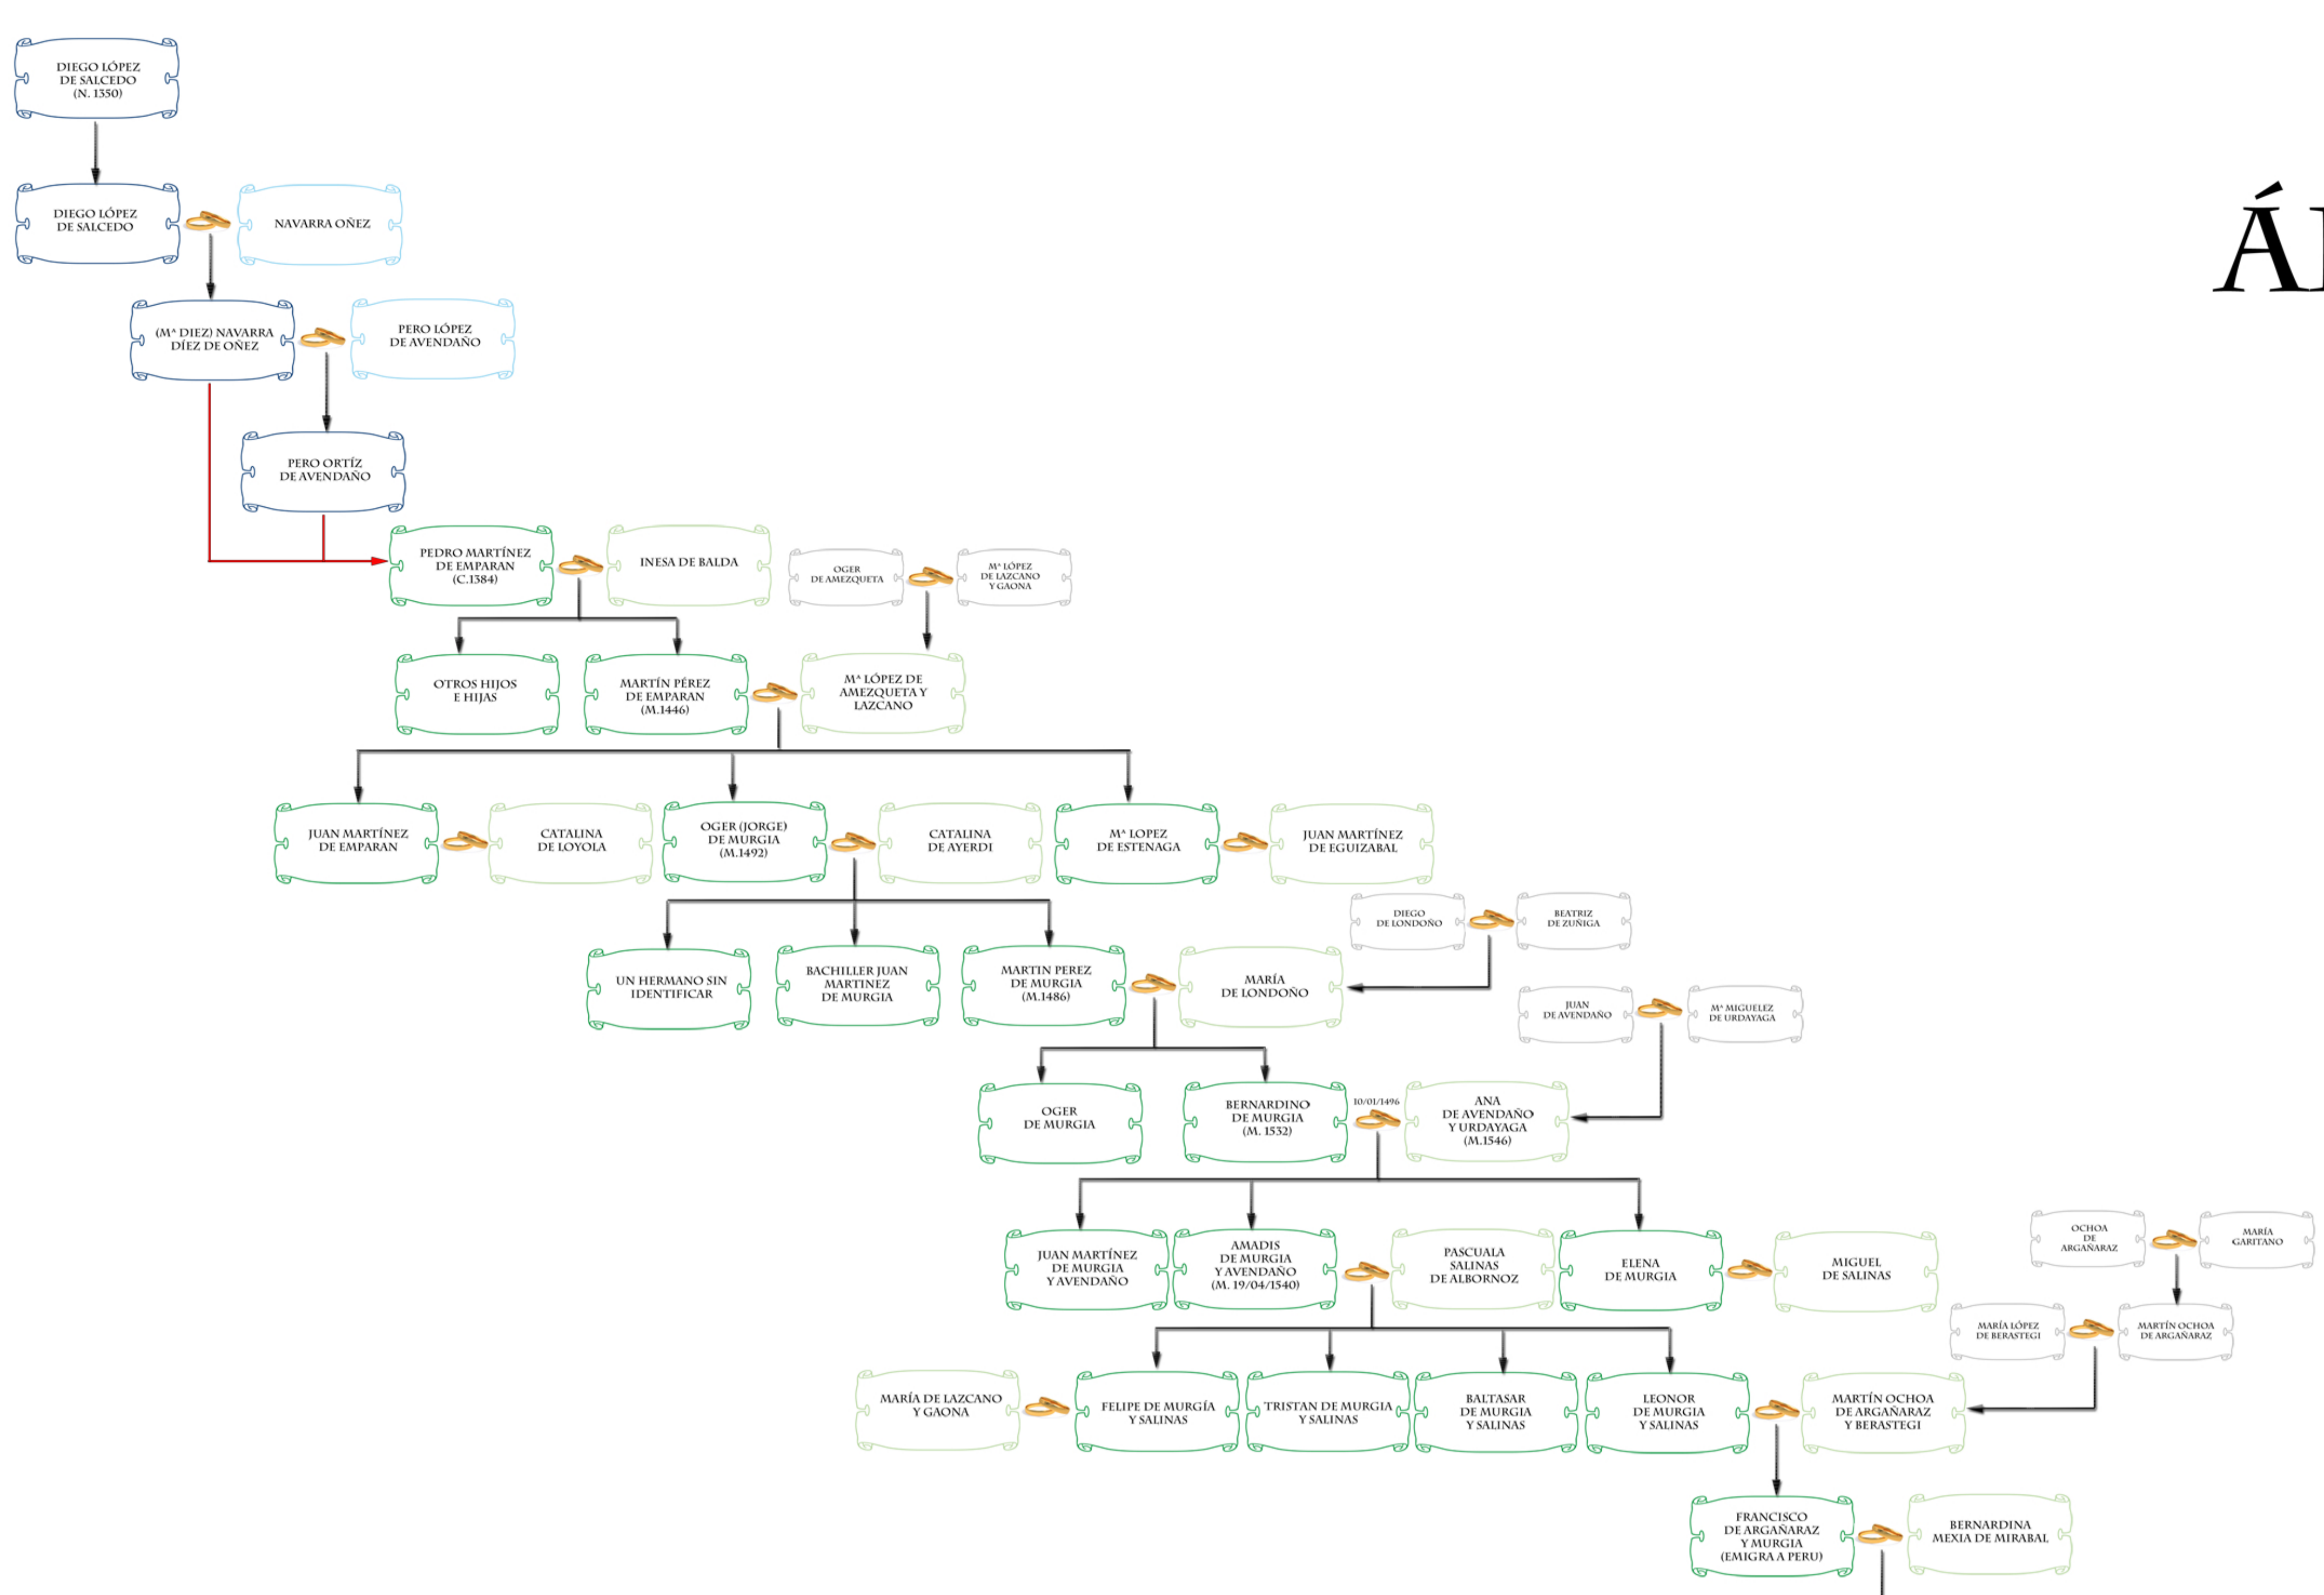 DIEGO LÓPEZ
DE SALCEDO
(N. 1350)
DIEGO LÓPEZ
DE SALCEDO
NAVARRA OÑEZ
(Mª DIEZ) NAVARRA
DÍEZ DE OÑEZ
PERO LÓPEZ
DE AVENDAÑO
PERO ORTÍZ
DE AVENDAÑO
PEDRO MARTÍNEZ
DE EMPARAN
(C.1384)
INESA DE BALDA
OGER
DE AMEZQUETA
Mª LÓPEZ
DE LAZCANO
Y GAONA
OTROS HIJOS
E HIJAS
MARTÍN PÉREZ
DE EMPARAN
(M.1446)
Mª LÓPEZ DE
AMEZQUETA Y
LAZCANO
JUAN MARTÍNEZ
DE EMPARAN
CATALINA
DE LOYOLA
OGER (JORGE)
DE MURGIA
(M.1492)
CATALINA
DE AYERDI
Mª LOPEZ
DE ESTENAGA
JUAN MARTÍNEZ
DE EGUIZABAL
DIEGO
DE LONDOÑO
BEATRIZ
DE ZUÑIGA
UN HERMANO SIN
IDENTIFICAR
BACHILLER JUAN
MARTINEZ
DE MURGIA
MARTIN PEREZ
DE MURGIA
(M.1486)
MARÍA
DE LONDOÑO
JUAN
DE AVENDAÑO
Mª MIGUELEZ
DE URDAYAGA
OGER
DE MURGIA
BERNARDINO
DE MURGIA
(M. 1532)
10/01/1496
ANA
DE AVENDAÑO
Y URDAYAGA
(M.1546)
JUAN MARTÍNEZ
DE MURGIA
Y AVENDAÑO
AMADIS
DE MURGIA
Y AVENDAÑO
(M. 19/04/1540)
PASCUALA
SALINAS
DE ALBORNOZ
ELENA
DE MURGIA
MIGUEL
DE SALINAS
OCHOA
DE
ARGAÑARAZ
MARÍA
GARITANO
MARÍA LÓPEZ
DE BERASTEGI
MARTÍN OCHOA
DE ARGAÑARAZ
MARÍA DE LAZCANO
Y GAONA
FELIPE DE MURGÍA
Y SALINAS
TRISTAN DE MURGIA
Y SALINAS
BALTASAR
DE MURGIA
Y SALINAS
LEONOR
DE MURGIA
Y SALINAS
MARTÍN OCHOA
DE ARGAÑARAZ
Y BERASTEGI
FRANCISCO
DE ARGAÑARAZ
Y MURGIA
(EMIGRA A PERU)
BERNARDINA
MEXIA DE MIRABAL